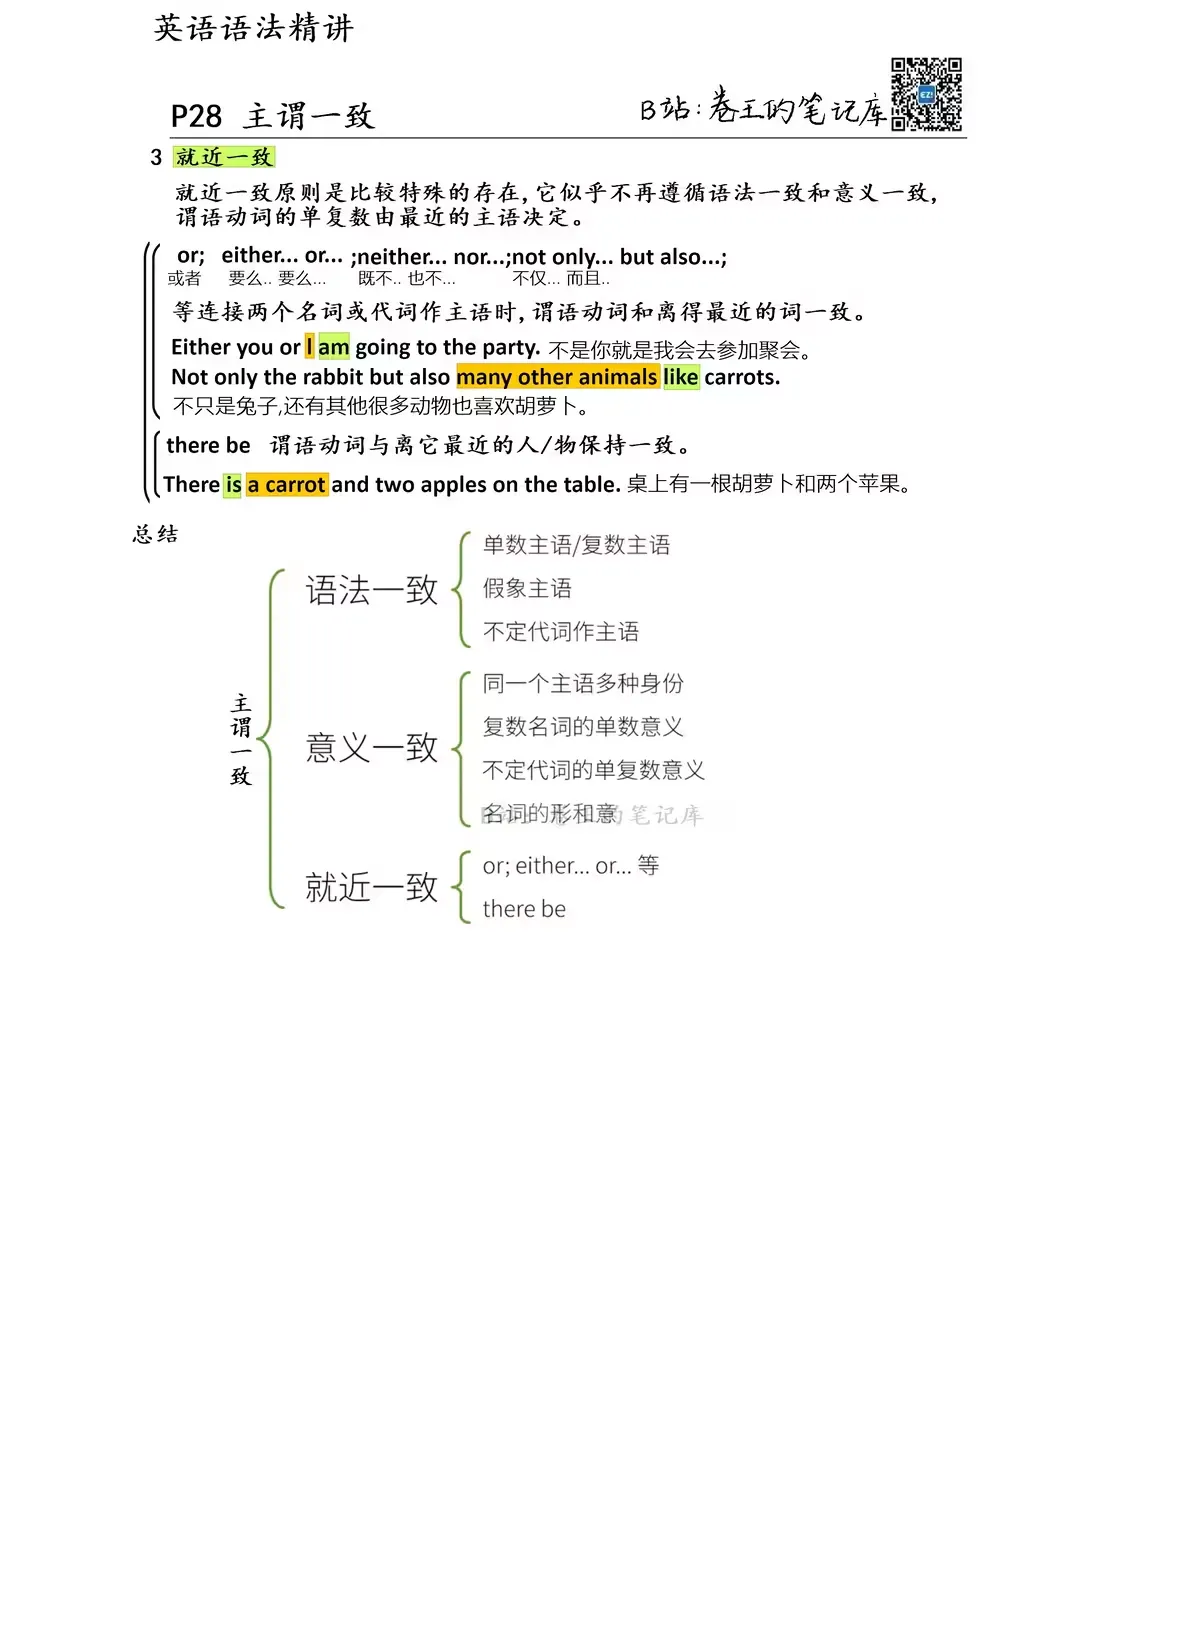 英语语法精讲
P28 主谓一致
B站:卷王的笔记库
3 就近一致
就近一致原则是比较特殊的存在,它似乎不再遵循语法一致和意义一致,
谓语动词的单复数由最近的主语决定。
or; either... or... ;neither... nor...;not only... but also...;
或者 要么.. 要么... 既不.. 也不... 不仅... 而且..
等连接两个名词或代词作主语时,谓语动词和离得最近的词一致。
Either you or I am going to the party. 不是你就是我会去参加聚会。
Not only the rabbit but also many other animals like carrots.
不只是兔子,还有其他很多动物也喜欢胡萝卜。
there be 谓语动词与离它最近的人/物保持一致。
There is a carrot and two apples on the table. 桌上有一根胡萝卜和两个苹果。
总结
主谓一致
语法一致
单数主语/复数主语
假象主语
不定代词作主语
意义一致
同一个主语多种身份
复数名词的单数意义
不定代词的单复数意义
名词的形和意
的笔记库
就近一致
or; either... or... 等
there be